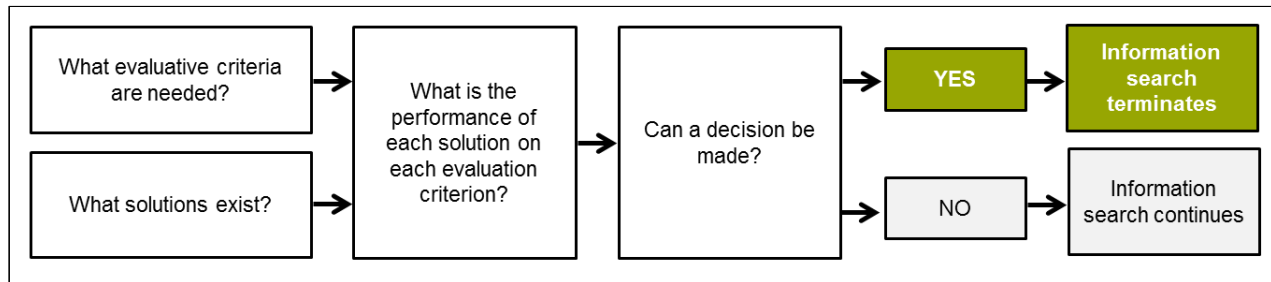 What evaluative criteria
are needed?
What solutions exist?
What is the
performance of
each solution on
each evaluation
criterion?
Can a decision be
made?
YES
Information
search
terminates
NO
Information
search continues